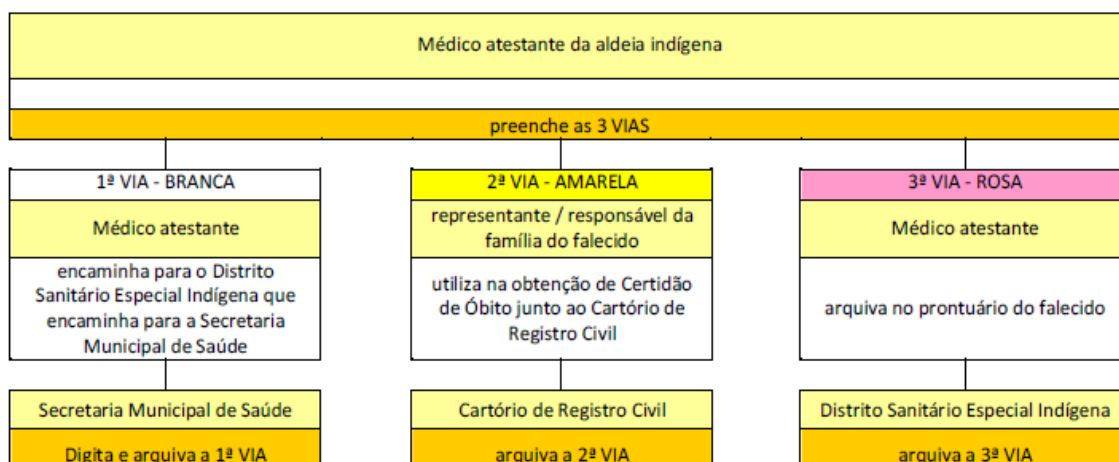 Médico atestante da aldeia indígena
preenche as 3 VIAS
1ª VIA - BRANCA
Médico atestante
encaminha para o Distrito
Sanitário Especial Indígena que
encaminha para a Secretaria
Municipal de Saúde
Secretaria Municipal de Saúde
Digita e arquiva a 1ª VIA
2ª VIA - AMARELA
representante / responsável da
família do falecido
utiliza na obtenção de Certidão
de Óbito junto ao Cartório de
Registro Civil
Cartório de Registro Civil
arquiva a 2ª VIA
3ª VIA - ROSA
Médico atestante
arquiva no prontuário do falecido
Distrito Sanitário Especial Indígena
arquiva a 3ª VIA